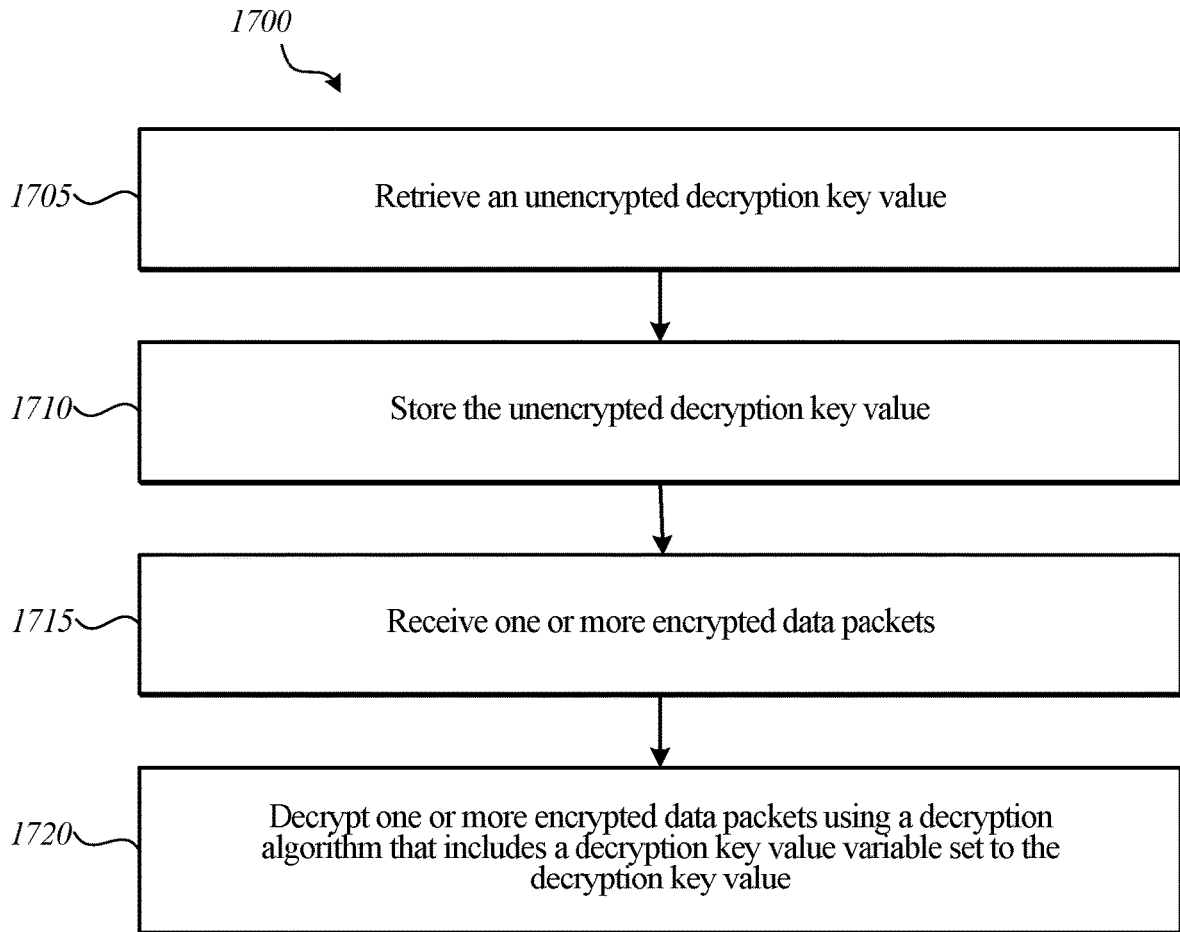 1700
1705
Retrieve an unencrypted decryption key value
1710
Store the unencrypted decryption key value
1715
Receive one or more encrypted data packets
1720
Decrypt one or more encrypted data packets using a decryption
algorithm that includes a decryption key value variable set to the
decryption key value